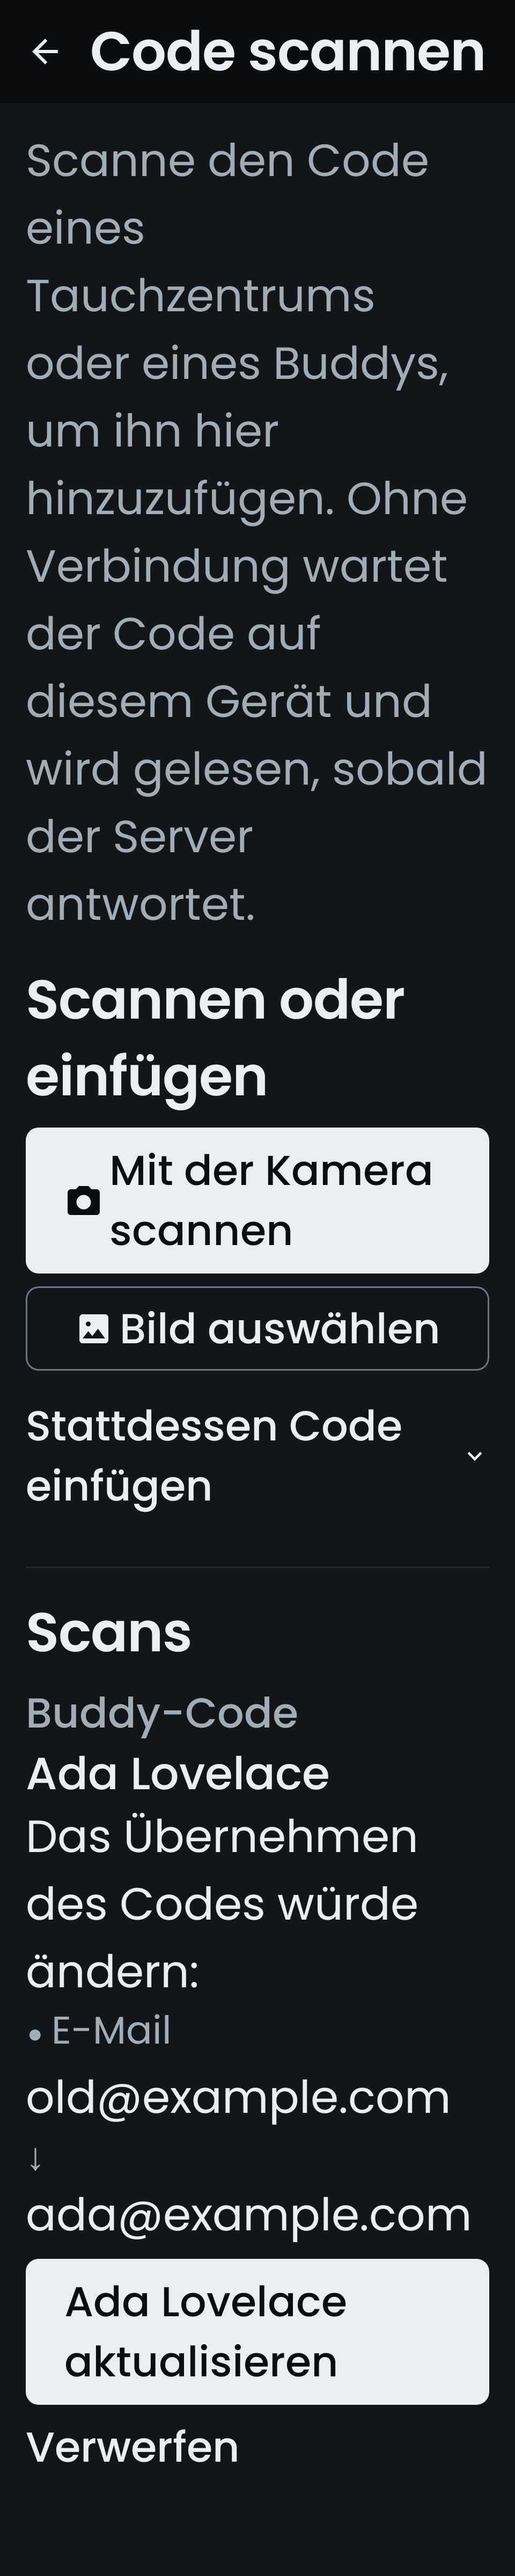 Code scannen
Scanne den Code
eines
Tauchzentrums
oder eines Buddys,
um ihn hier
hinzuzufügen. Ohne
Verbindung wartet
der Code auf
diesem Gerät und
wird gelesen, sobald
der Server
antwortet.
Scannen oder
einfügen
Mit der Kamera
scannen
Bild auswählen
Stattdessen Code
einfügen
Scans
Buddy-Code
Ada Lovelace
Das Übernehmen
des Codes würde
ändern:
• E-Mail
old@example.com
↓
ada@example.com
Ada Lovelace
aktualisieren
Verwerfen